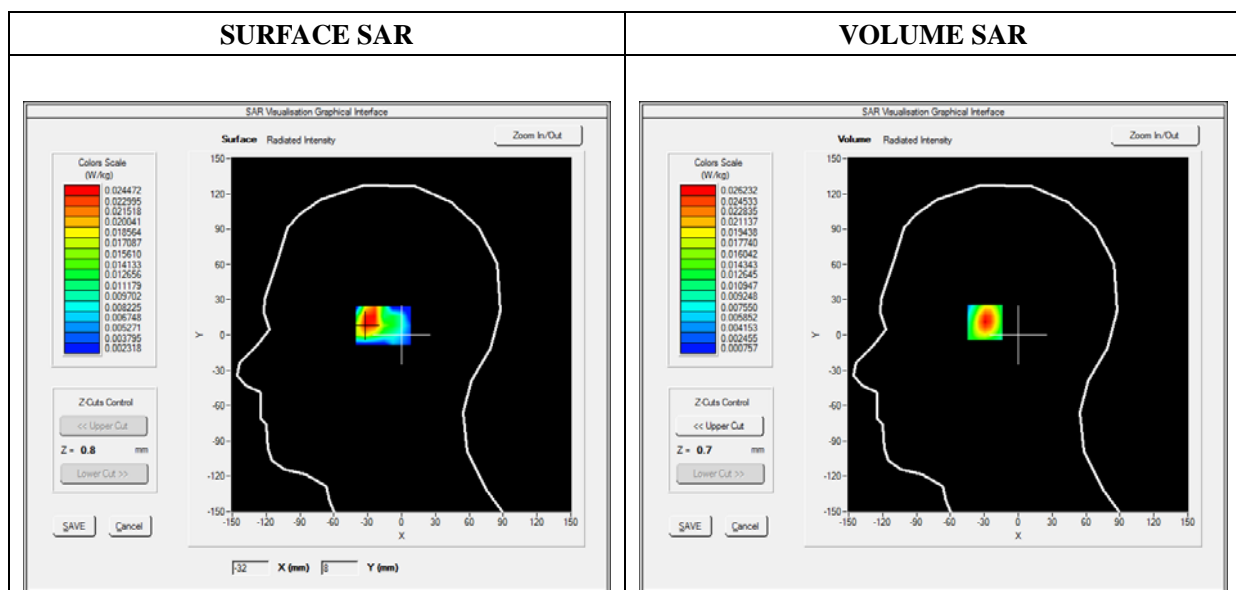 SURFACE SAR
VOLUME SAR
SAR Visualisation Graphical Interface
Surface Radiated Intensity
Zoom In/Out
Colors Scale
(W/kg)
0.024472
0.022995
0.021518
0.020041
0.018564
0.017087
0.015610
0.014133
0.012656
0.011179
0.009702
0.008225
0.006748
0.005271
0.003795
0.002318
Z-Cuts Control
<< Upper Cut
Z = 0.8 mm
Lower Cut >>
SAVE Cancel
150
120
90
60
30
Y 0
-30
-60
-90
-120
-150
-150 -120 -90 -60 -30 0 30 60 90 120 150
X
-32 X (mm) 8 Y (mm)
SAR Visualisation Graphical Interface
Volume Radiated Intensity
Zoom In/Out
Colors Scale
(W/kg)
0.026232
0.024533
0.022835
0.021137
0.019438
0.017740
0.016042
0.014343
0.012645
0.010947
0.009248
0.007550
0.005852
0.004153
0.002455
0.000757
Z-Cuts Control
<< Upper Cut
Z = 0.7 mm
Lower Cut >>
SAVE Cancel
150
120
90
60
30
Y 0
-30
-60
-90
-120
-150
-150 -120 -90 -60 -30 0 30 60 90 120 150
X